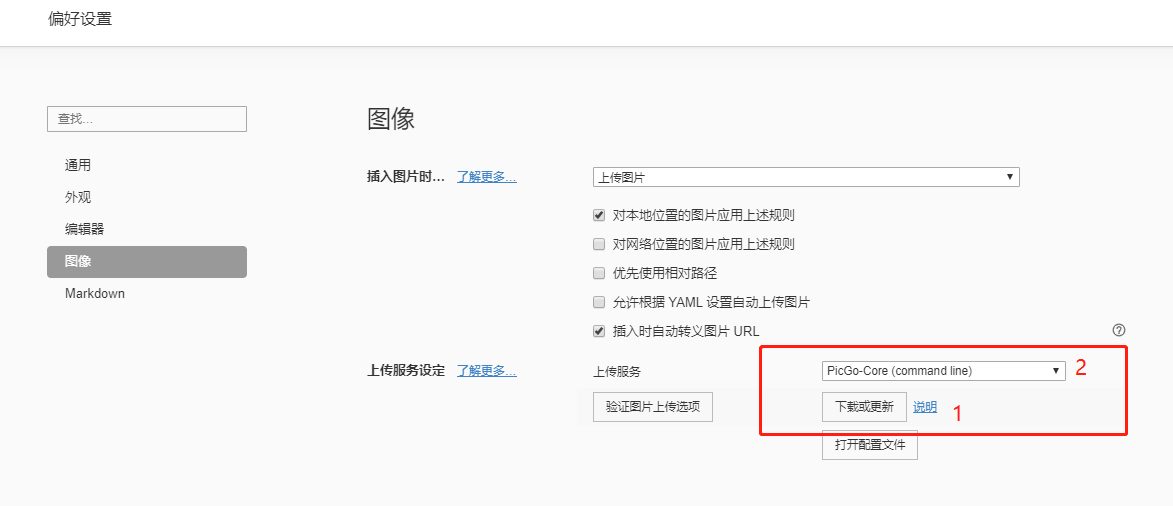 偏好设置
查找...
通用
外观
编辑器
图像
Markdown
图像
插入图片时... 了解更多... 上传图片
对本地位置的图片应用上述规则
对网络位置的图片应用上述规则
优先使用相对路径
允许根据 YAML 设置自动上传图片
插入时自动转义图片 URL ?
上传服务设定 了解更多... 上传服务 PicGo-Core (command line) 2
验证图片上传选项 下载或更新 说明 1
打开配置文件